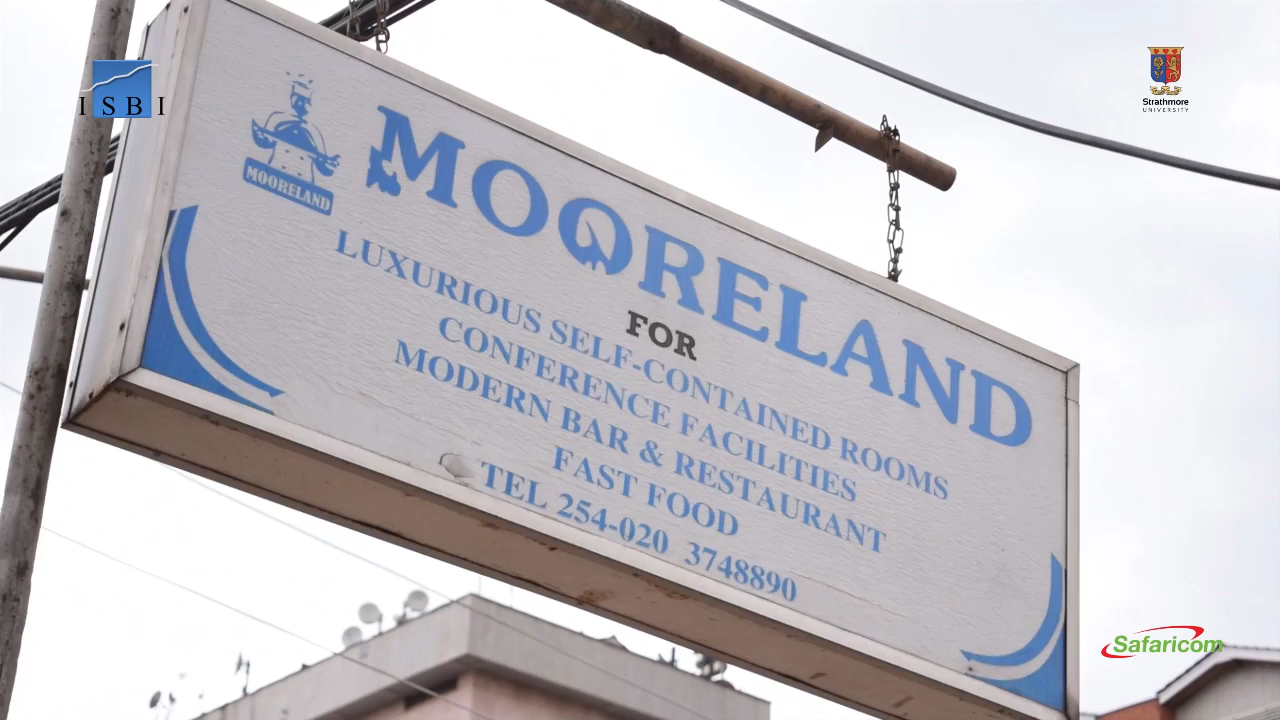 ISBI
Strathmore
UNIVERSITY
MOORELAND
MOORELAND
FOR
LUXURIOUS SELF-CONTAINED ROOMS
CONFERENCE FACILITIES
MODERN BAR & RESTAURANT
FAST FOOD
TEL 254-020 3748890
Safaricom